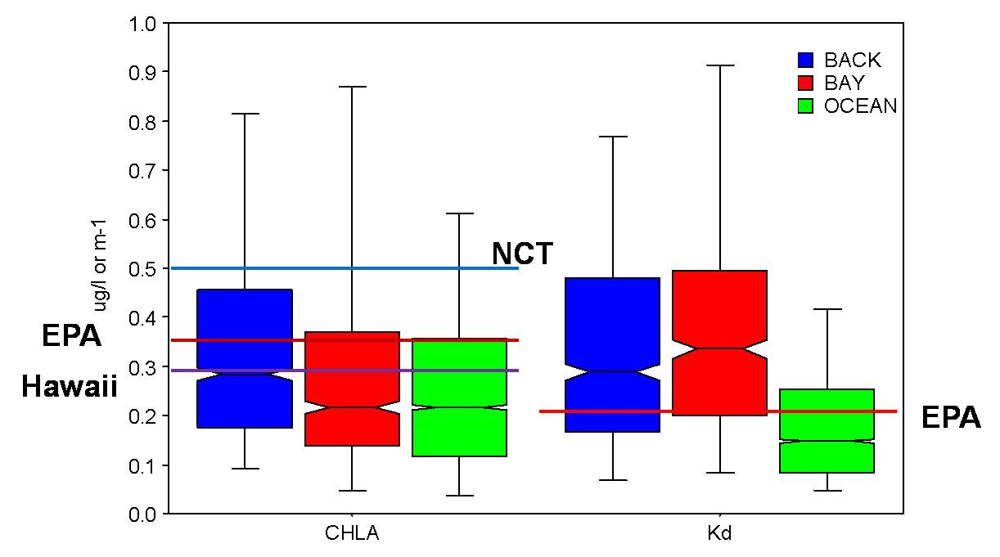 1.0
0.9
0.8
0.7
0.6
0.5
0.4
0.3
0.2
0.1
0.0
ug/l or m-1
BACK
BAY
OCEAN
NCT
EPA
Hawaii
EPA
CHLA
Kd